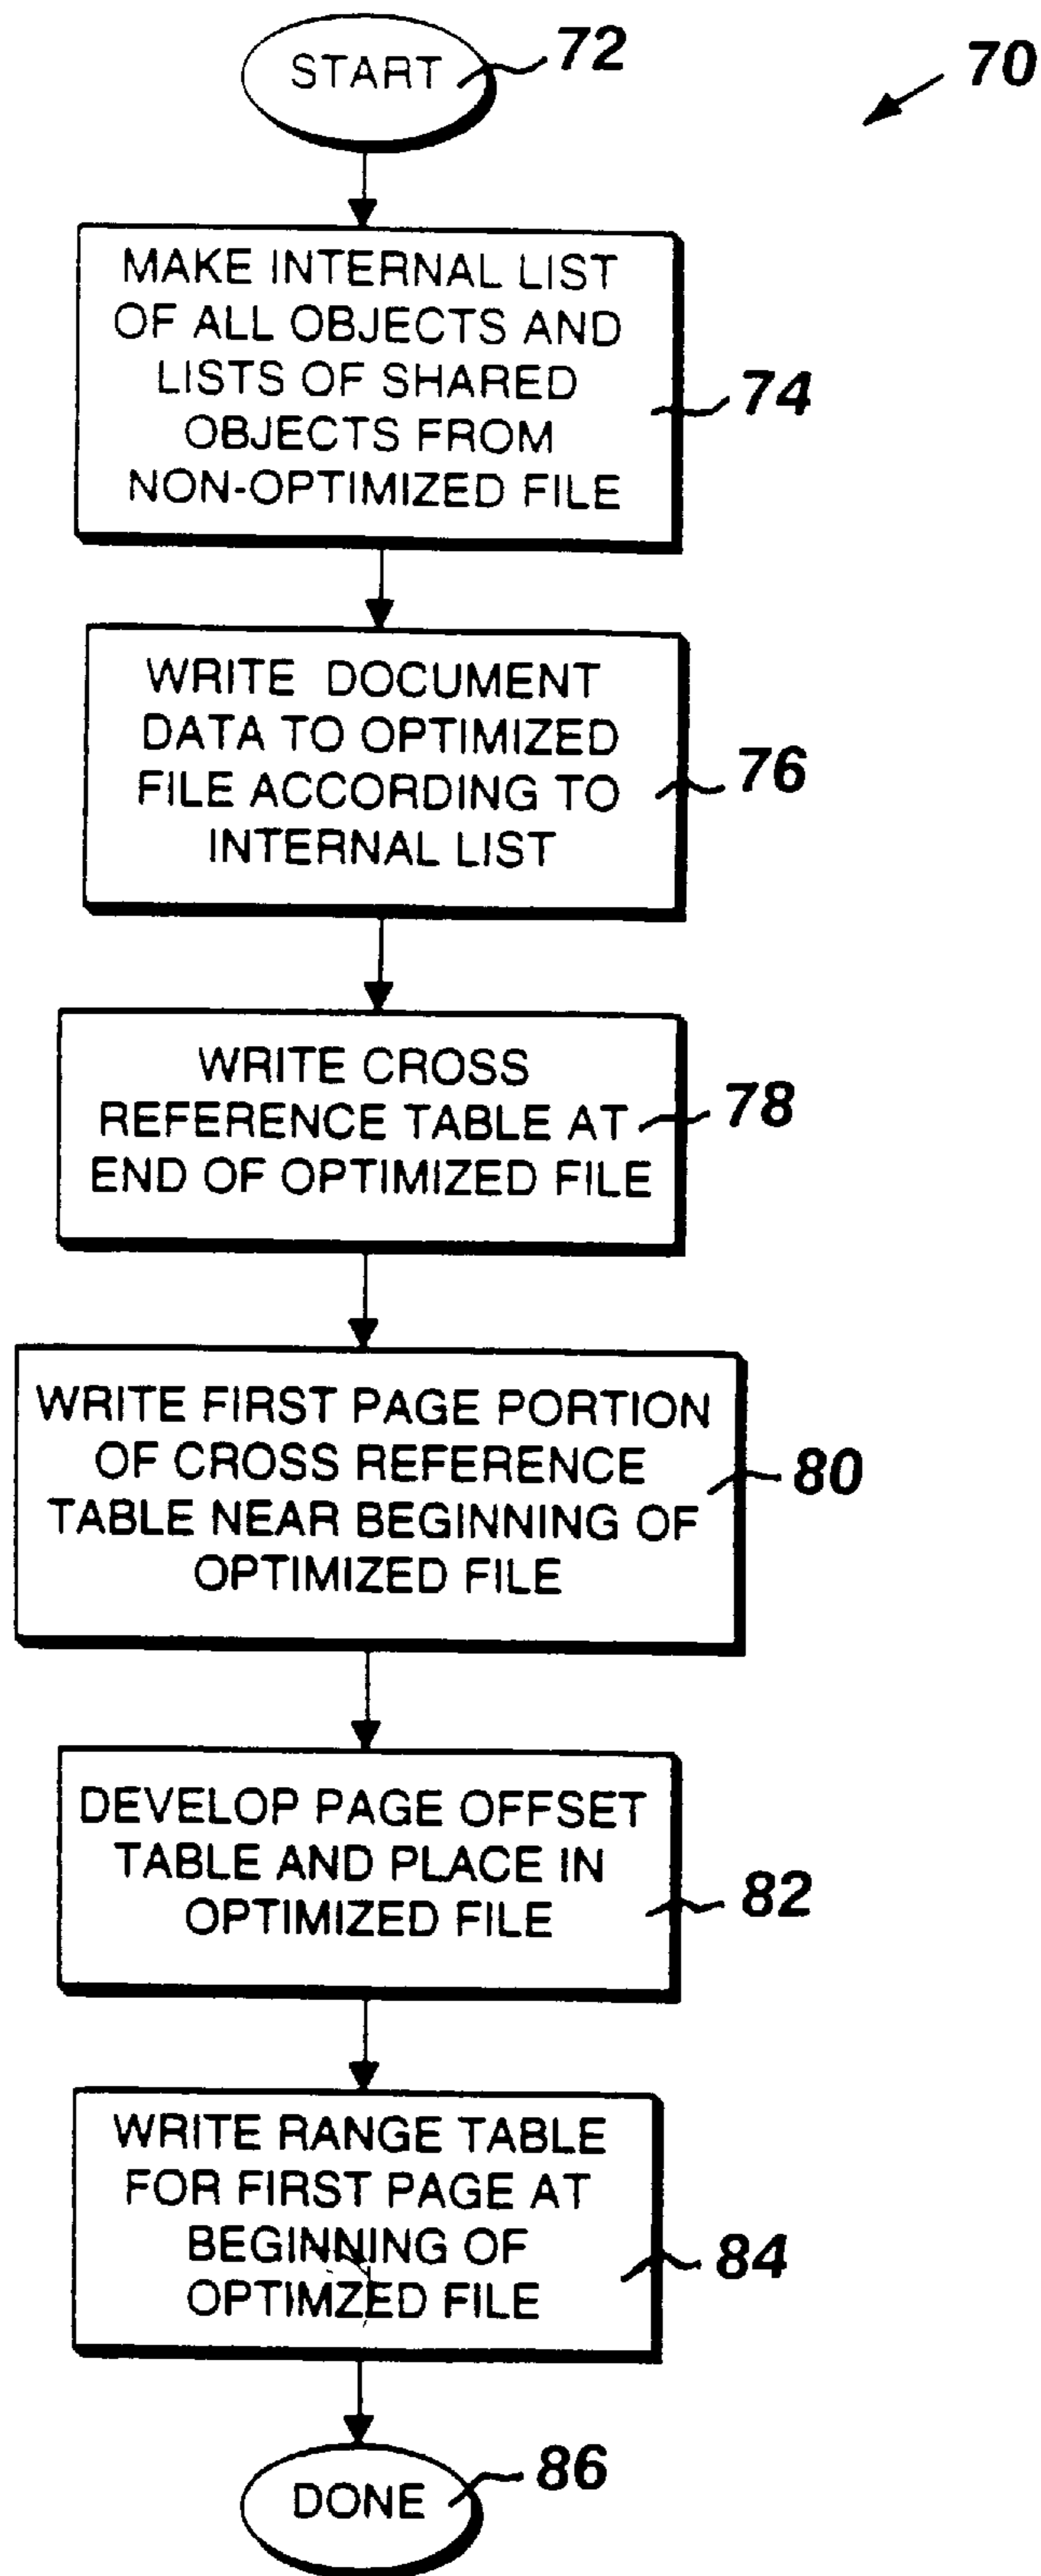 START
72
70
MAKE INTERNAL LIST
OF ALL OBJECTS AND
LISTS OF SHARED
OBJECTS FROM
NON-OPTIMIZED FILE
74
WRITE DOCUMENT
DATA TO OPTIMIZED
FILE ACCORDING TO
INTERNAL LIST
76
WRITE CROSS
REFERENCE TABLE AT
END OF OPTIMIZED FILE
78
WRITE FIRST PAGE PORTION
OF CROSS REFERENCE
TABLE NEAR BEGINNING OF
OPTIMIZED FILE
80
DEVELOP PAGE OFFSET
TABLE AND PLACE IN
OPTIMIZED FILE
82
WRITE RANGE TABLE
FOR FIRST PAGE AT
BEGINNING OF
OPTIMZED FILE
84
DONE
86